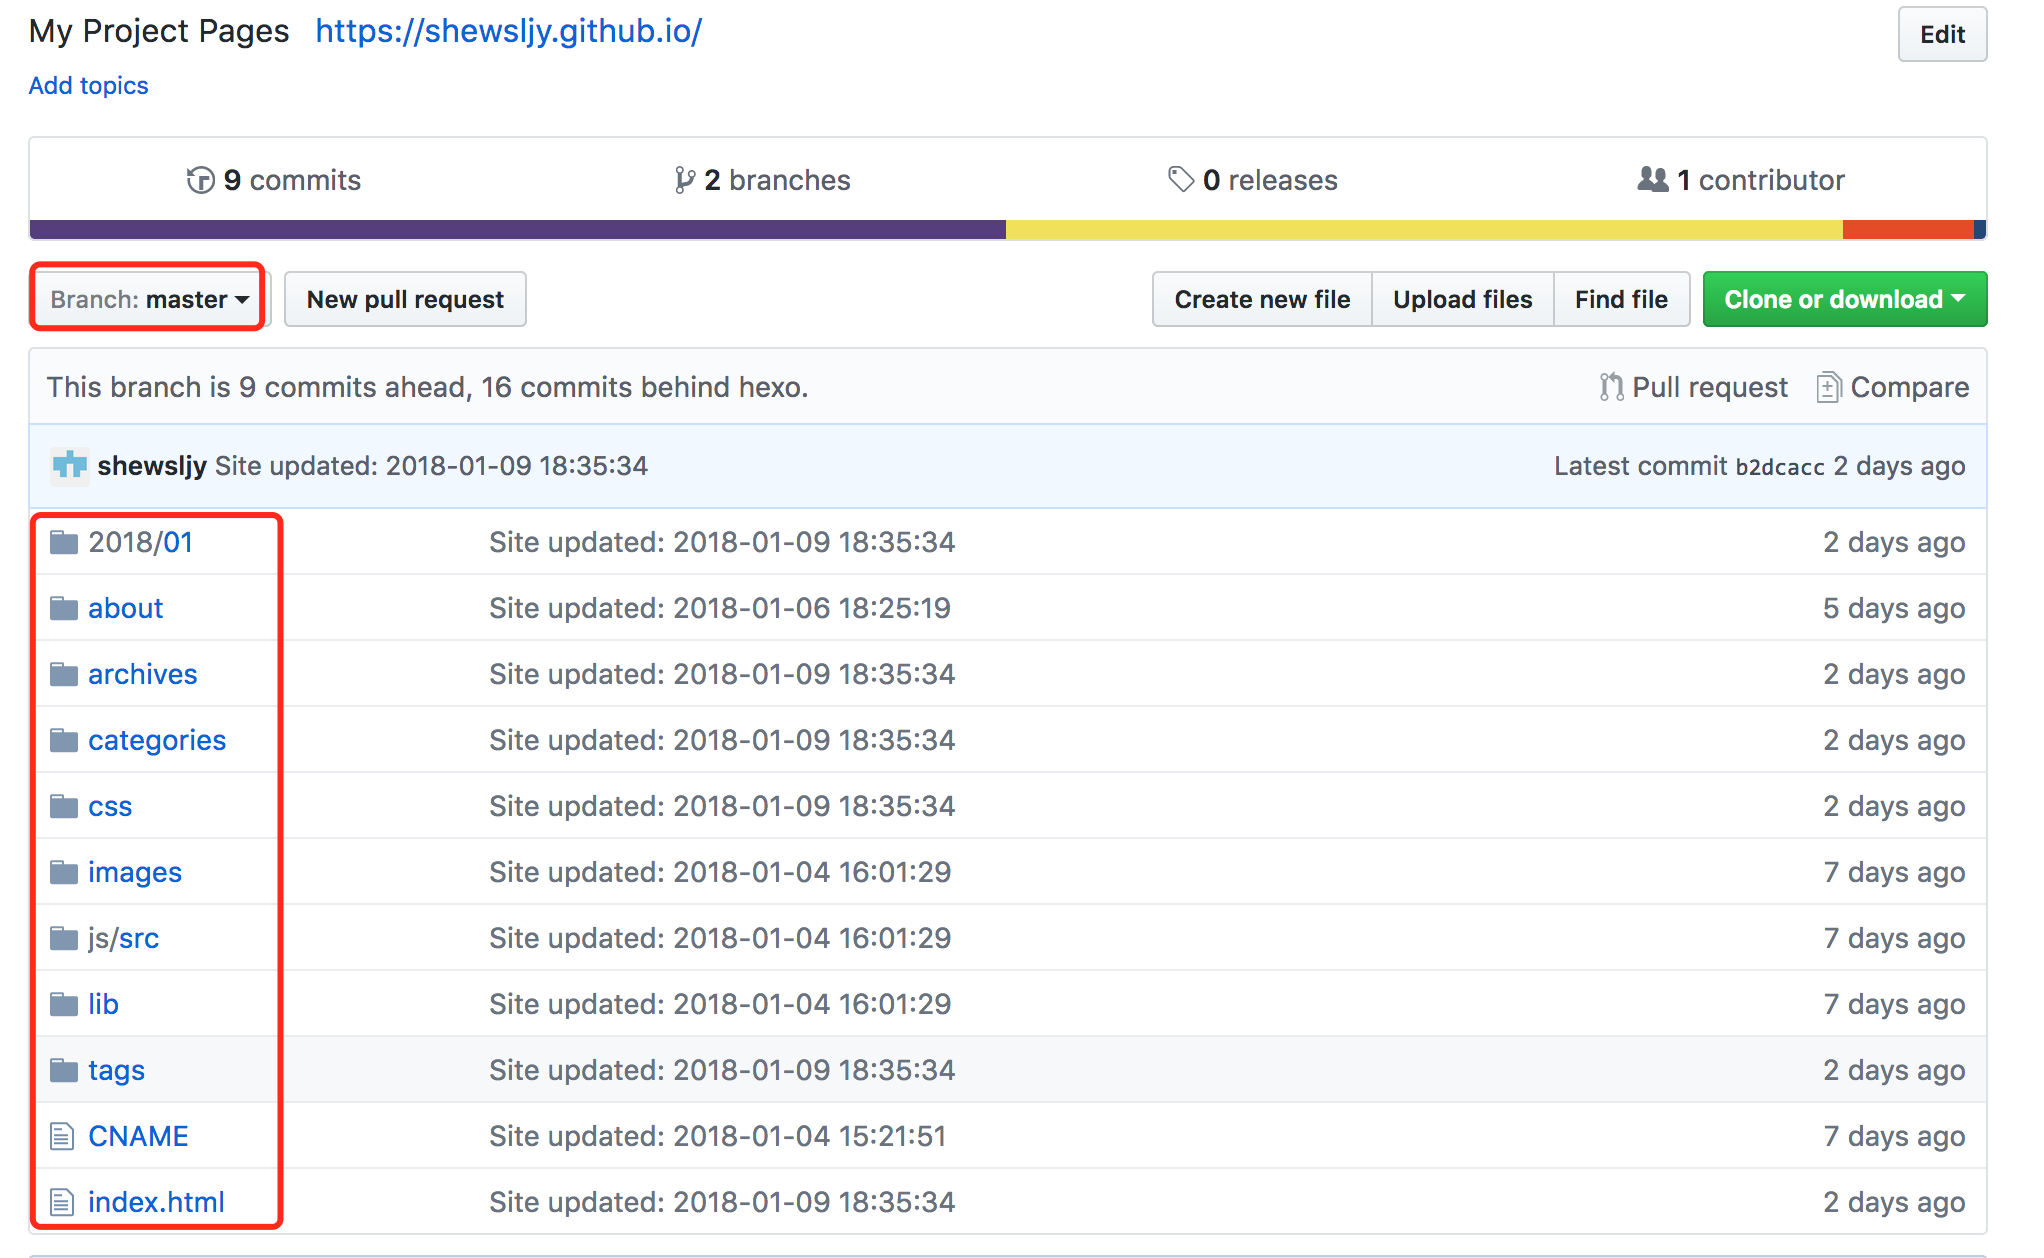 My Project Pages https://shewsljy.github.io/ Edit
Add topics
9 commits 2 branches 0 releases 1 contributor
Branch: master New pull request Create new file Upload files Find file Clone or download
This branch is 9 commits ahead, 16 commits behind hexo. Pull request Compare
shewsljy Site updated: 2018-01-09 18:35:34 Latest commit b2dcacc 2 days ago
2018/01 Site updated: 2018-01-09 18:35:34 2 days ago
about Site updated: 2018-01-06 18:25:19 5 days ago
archives Site updated: 2018-01-09 18:35:34 2 days ago
categories Site updated: 2018-01-09 18:35:34 2 days ago
css Site updated: 2018-01-09 18:35:34 2 days ago
images Site updated: 2018-01-04 16:01:29 7 days ago
js/src Site updated: 2018-01-04 16:01:29 7 days ago
lib Site updated: 2018-01-04 16:01:29 7 days ago
tags Site updated: 2018-01-09 18:35:34 2 days ago
CNAME Site updated: 2018-01-04 15:21:51 7 days ago
index.html Site updated: 2018-01-09 18:35:34 2 days ago